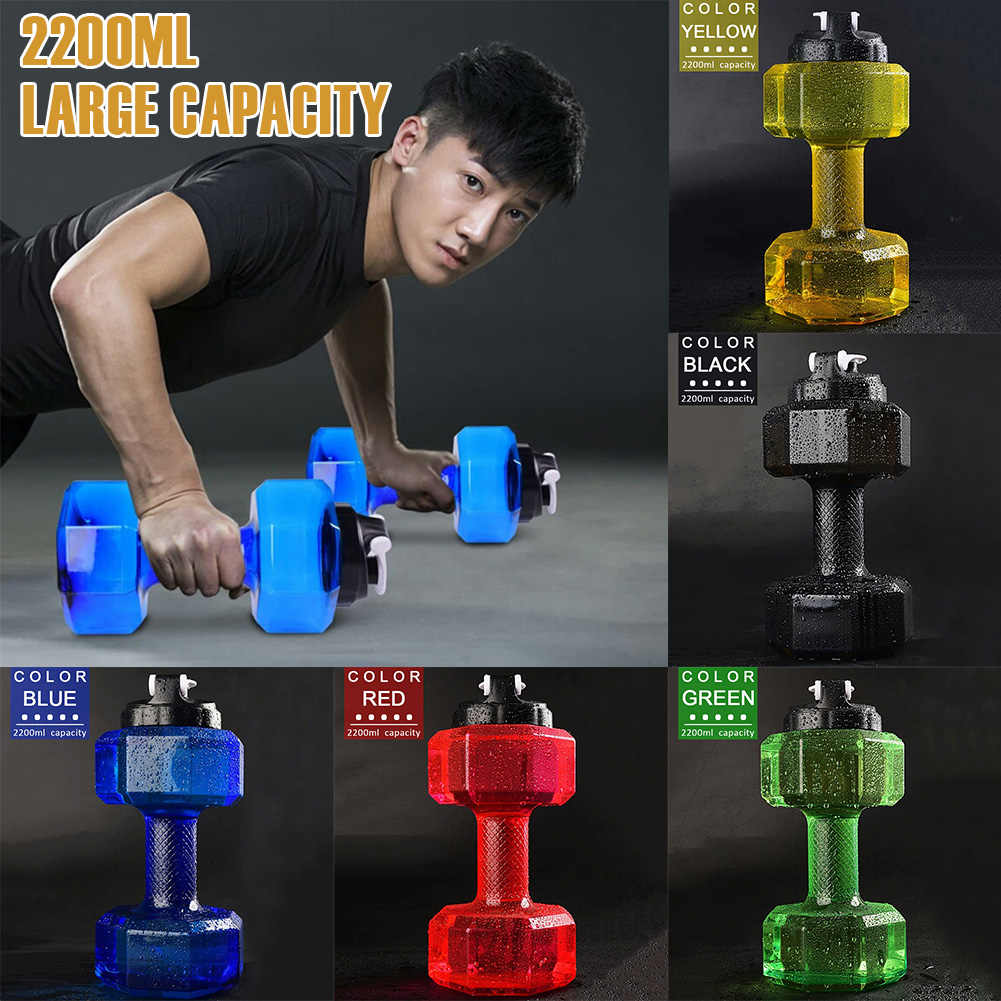 2200ML
LARGE CAPACITY
COLOR
YELLOW
2200ml capacity
COLOR
BLACK
2200ml capacity
COLOR
BLUE
2200ml capacity
COLOR
RED
2200ml capacity
COLOR
GREEN
2200ml capacity